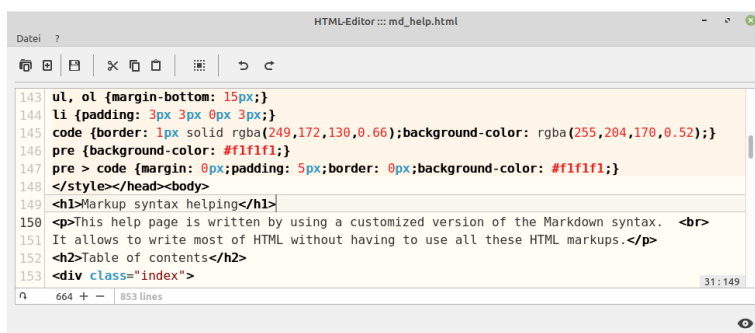 HTML-Editor ::: md_help.html
Datei ?
143 ul, ol {margin-bottom: 15px;}
144 li {padding: 3px 3px 0px 3px;}
145 code {border: 1px solid rgba(249,172,130,0.66);background-color: rgba(255,204,170,0.52);}
146 pre {background-color: #f1f1f1;}
147 pre > code {margin: 0px;padding: 5px;border: 0px;background-color: #f1f1f1;}
148 </style></head><body>
149 <h1>Markup syntax helping</h1>
150 <p>This help page is written by using a customized version of the Markdown syntax.  <br>
151 It allows to write most of HTML without having to use all these HTML markups.</p>
152 <h2>Table of contents</h2>
153 <div class="index">
31:149
664 + − 853 lines